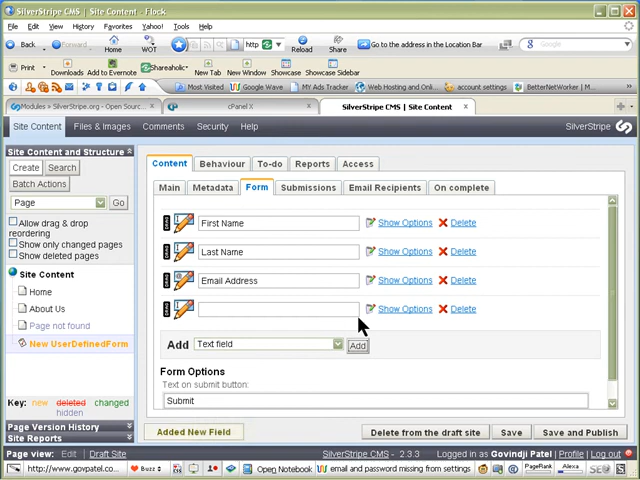 SilverStripe CMS | Site Content - Flock
File Edit View History Favorites Yahoo! Tools Help
Back Forward Home WOT http Reload Share Go to the address in the Location Bar Google
Print Downloads Add to Evernote Shareaholic New Tab New Window Showcase Showcase Sidebar
Most Visited Google Wave MY Ads Tracker Web Hosting and Onli... account settings BetterNetWorker | Blog
Modules » SilverStripe.org - Open Sourc... cPanel X SilverStripe CMS | Site Content
Site Content Files & Images Comments Security Help SilverStripe
Site Content and Structure
Create Search
Batch Actions
Page Go
Allow drag & drop
reordering
Show only changed pages
Show deleted pages
Site Content
Home
About Us
Page not found
New UserDefinedForm
Key: new deleted changed
hidden
Page Version History
Site Reports
Content Behaviour To-do Reports Access
Main Metadata Form Submissions Email Recipients On complete
First Name Show Options Delete
Last Name Show Options Delete
Email Address Show Options Delete
Show Options Delete
Add Text field Add
Form Options
Text on submit button:
Submit
Added New Field Delete from the draft site Save Save and Publish
Page view: Edit Draft Site SilverStripe CMS - 2.3.3 Logged in as Govindji Patel | Profile | Log out
http://www.govpatel.co... Buzz Open Notebook email and password missing from settings PageRank Alexa